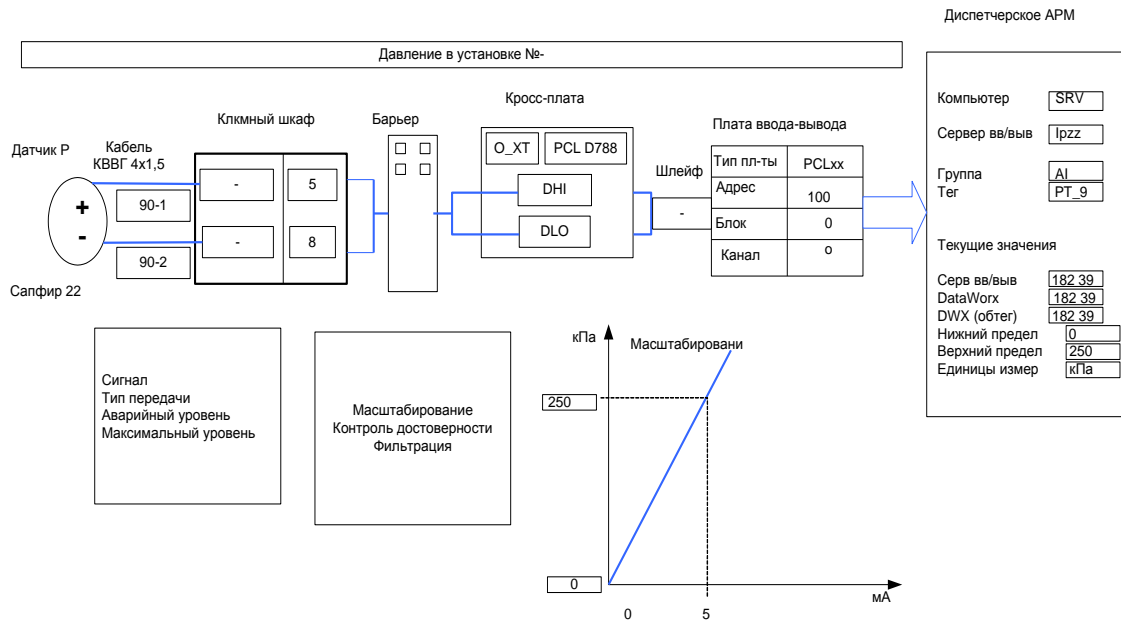 Диспетчерское АРМ
Давление в установке №-
Датчик Р
+
-
Сапфир 22
Кабель
КВВГ 4х1,5
90-1
90-2
Клкмный шкаф
-
5
-
8
Барьер
Кросс-плата
O_XT
PCL D788
DHI
DLO
Шлейф
-
Плата ввода-вывода
Тип пл-ты
PCLxx
Адрес
100
Блок
0
Канал
о
Компьютер
SRV
Сервер вв/выв
Ipzz
Группа
AI
Тег
PT_9
Текущие значения
Серв вв/выв
182 39
DataWorx
182 39
DWX (обтег)
182 39
Нижний предел
0
Верхний предел
250
Единицы измер
кПа
Сигнал
Тип передачи
Аварийный уровень
Максимальный уровень
Масштабирование
Контроль достоверности
Фильтрация
кПа
Масштабировани
250
0
мА
0
5